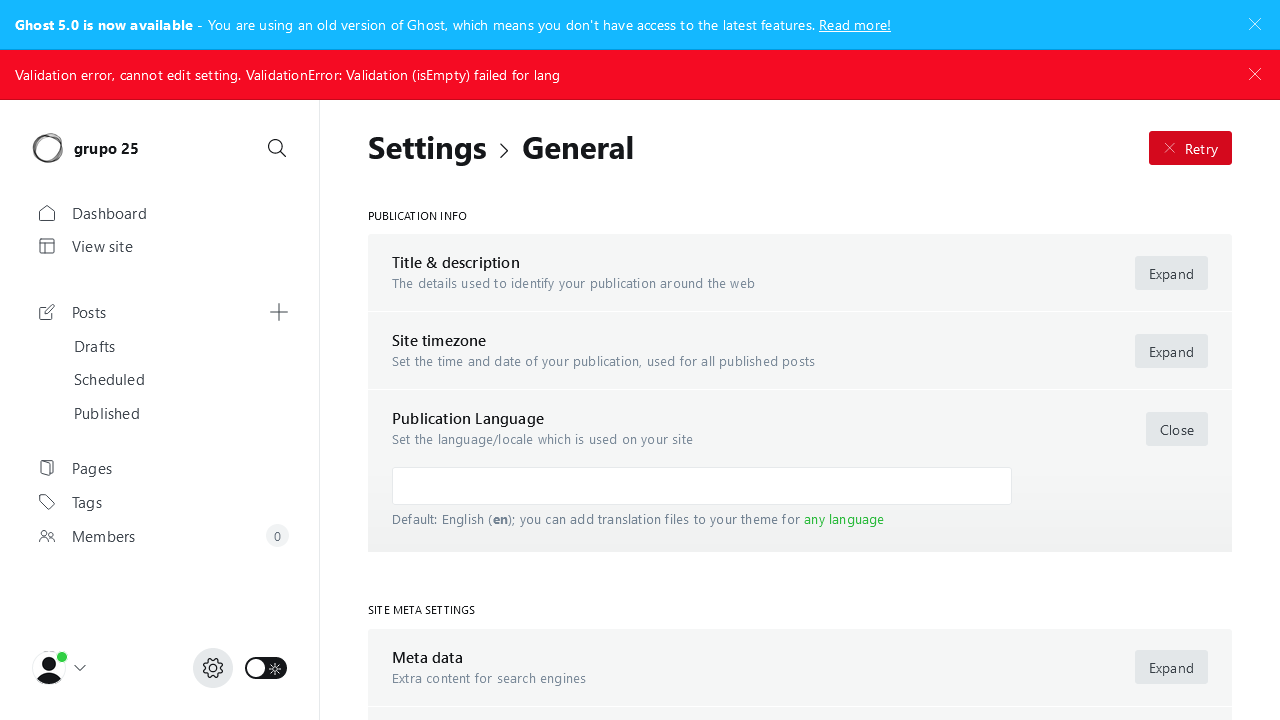 Ghost 5.0 is now available - You are using an old version of Ghost, which means you don't have access to the latest features. Read more!
Validation error, cannot edit setting. ValidationError: Validation (isEmpty) failed for lang
grupo 25
Dashboard
View site
Posts
Drafts
Scheduled
Published
Pages
Tags
Members
0
Settings
General
Retry
PUBLICATION INFO
Title & description
The details used to identify your publication around the web
Expand
Site timezone
Set the time and date of your publication, used for all published posts
Expand
Publication Language
Set the language/locale which is used on your site
Close
Default: English (en); you can add translation files to your theme for any language
SITE META SETTINGS
Meta data
Extra content for search engines
Expand